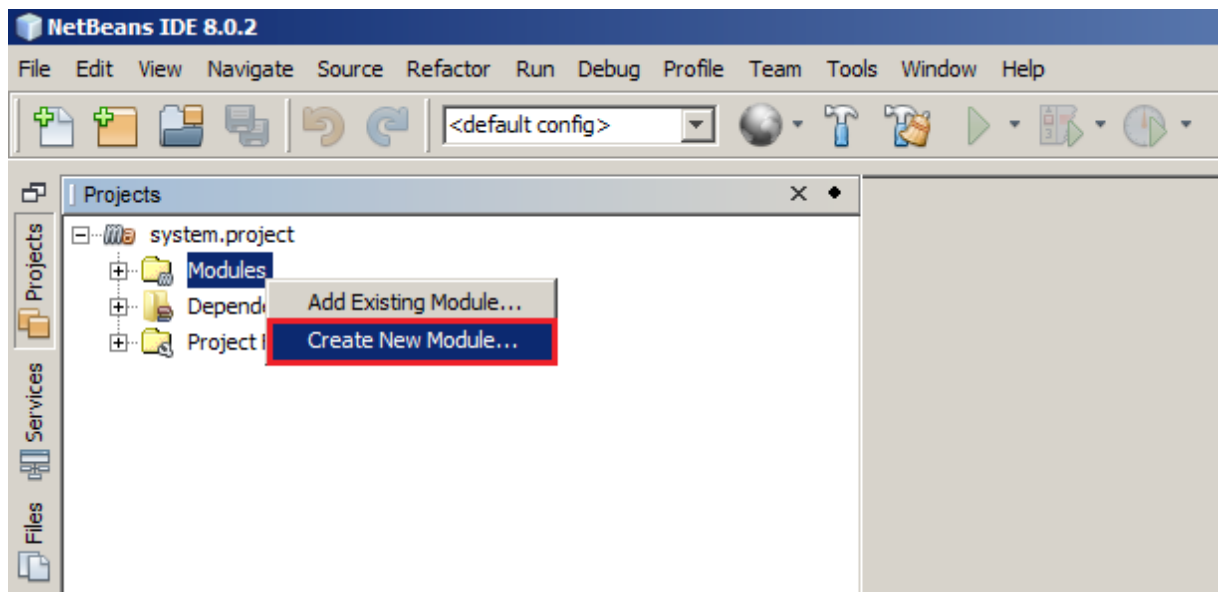 NetBeans IDE 8.0.2
File Edit View Navigate Source Refactor Run Debug Profile Team Tools Window Help
<default config>
Projects
system.project
Modules
Add Existing Module...
Create New Module...
Projects
Services
Files